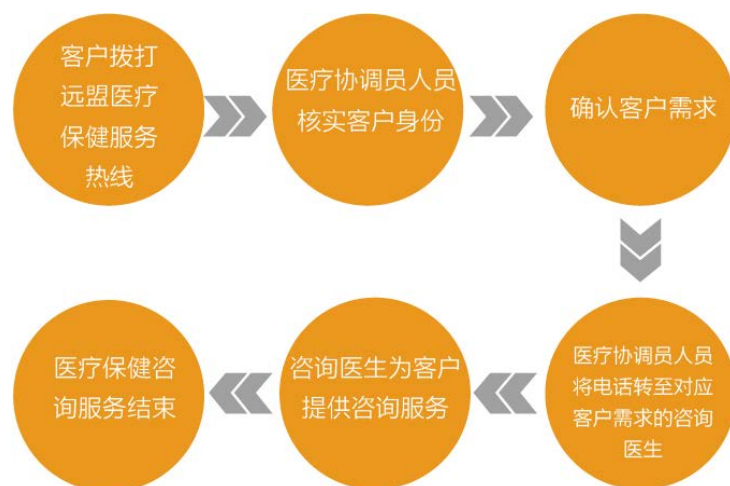 客户拨打
远盟医疗
保健服务
热线
医疗协调员人员
核实客户身份
确认客户需求
医疗协调员人员
将电话转至对应
客户需求的咨询
医生
咨询医生为客户
提供咨询服务
医疗保健咨
询服务结束